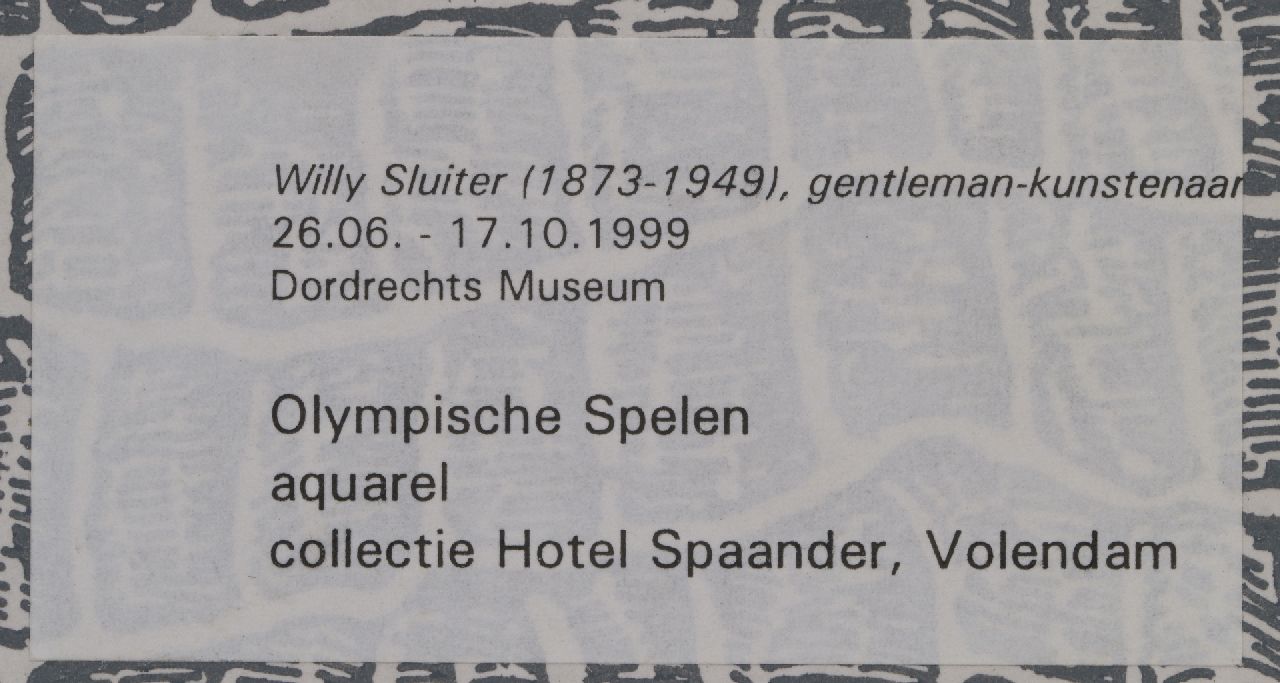 Willy Sluiter (1873-1949), gentleman-kunstenaar
26.06. - 17.10.1999
Dordrechts Museum
Olympische Spelen
aquarel
collectie Hotel Spaander, Volendam